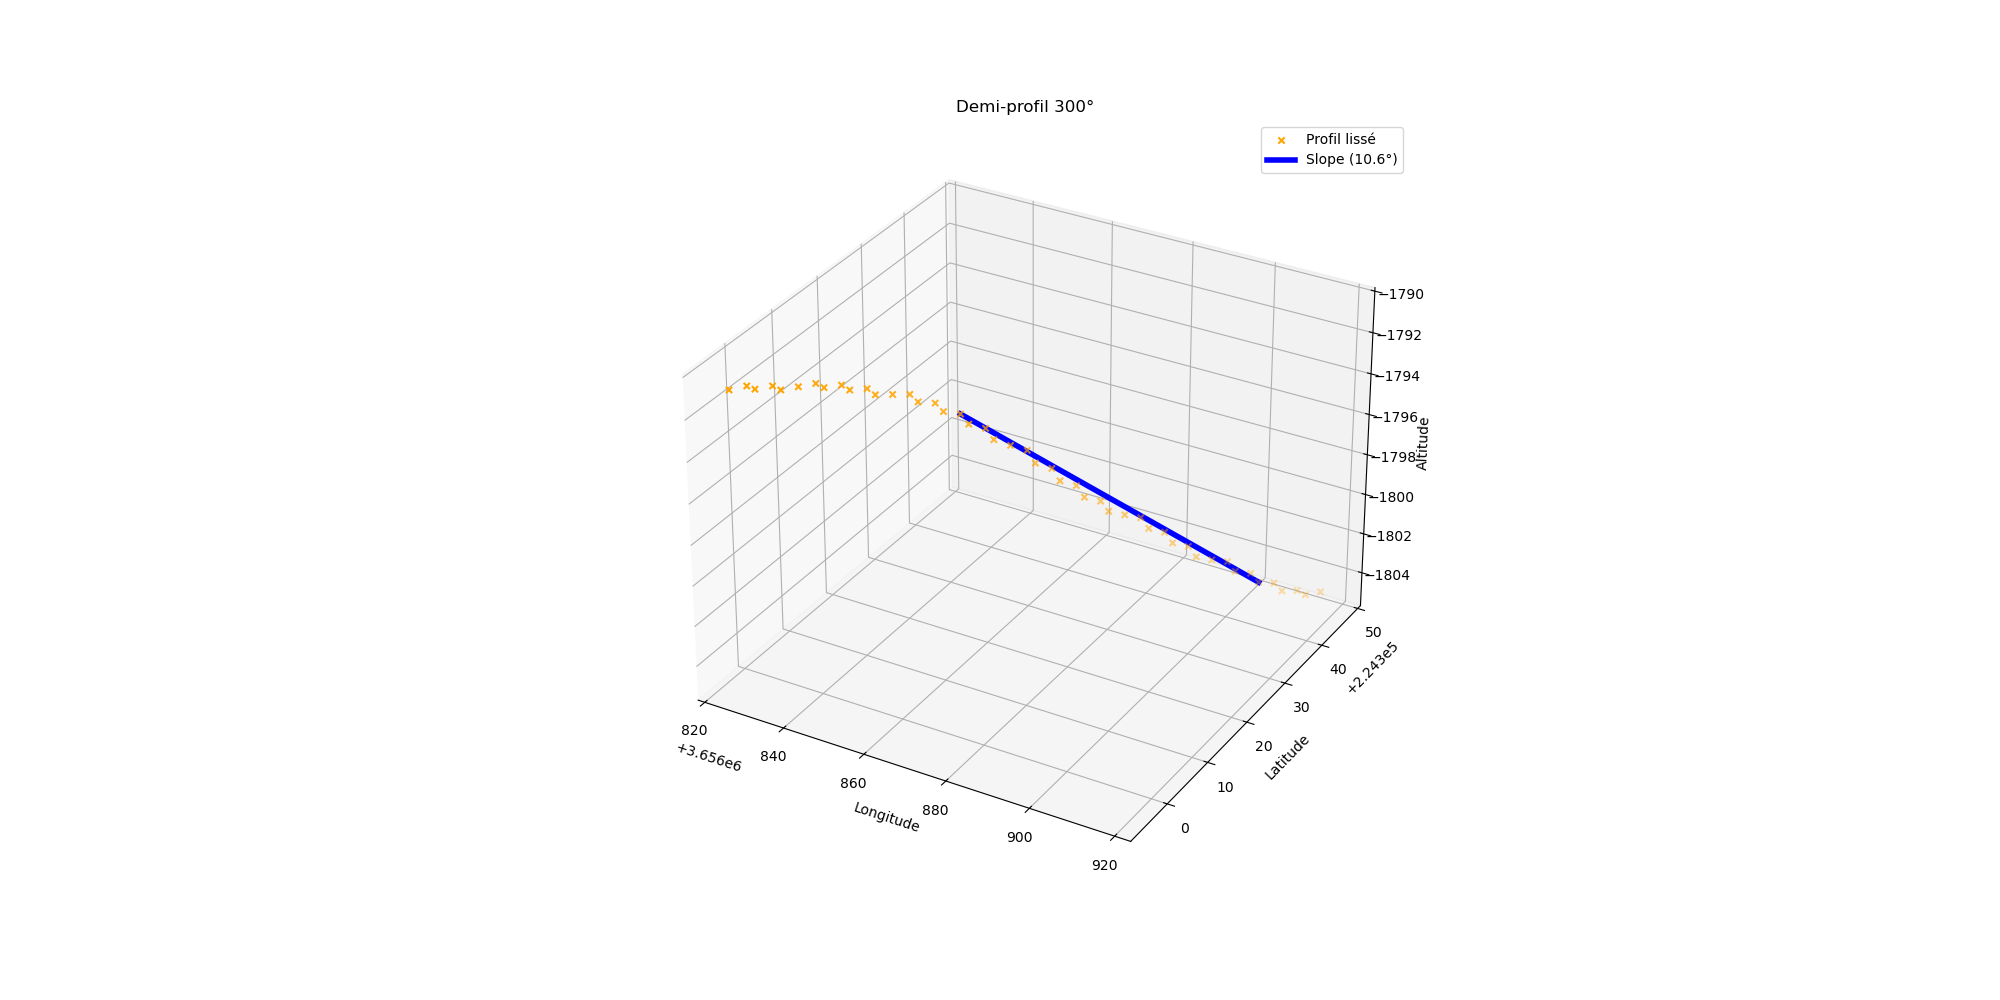 Demi-profil 300°
Profil lissé
Slope (10.6°)
−1790
−1792
−1794
−1796
−1798
−1800
−1802
−1804
Altitude
50
40
30
20
10
0
+2.243e5
Latitude
820
840
860
880
900
920
+3.656e6
Longitude